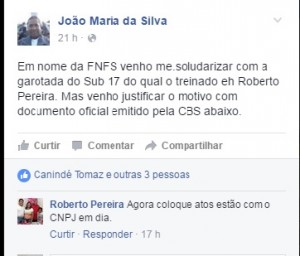 João Maria da Silva
21 h ·
Em nome da FNFS venho me.soludarizar com a
garotada do Sub 17 do qual o treinado eh Roberto
Pereira. Mas venho justificar o motivo com
documento oficial emitido pela CBS abaixo.
Curtir Comentar Compartilhar
Canindé Tomaz e outras 3 pessoas
Roberto Pereira Agora coloque atos estão com o
CNPJ em dia.
Curtir · Responder · 17 h